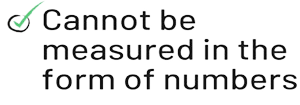 Cannot be
measured in the
form of numbers